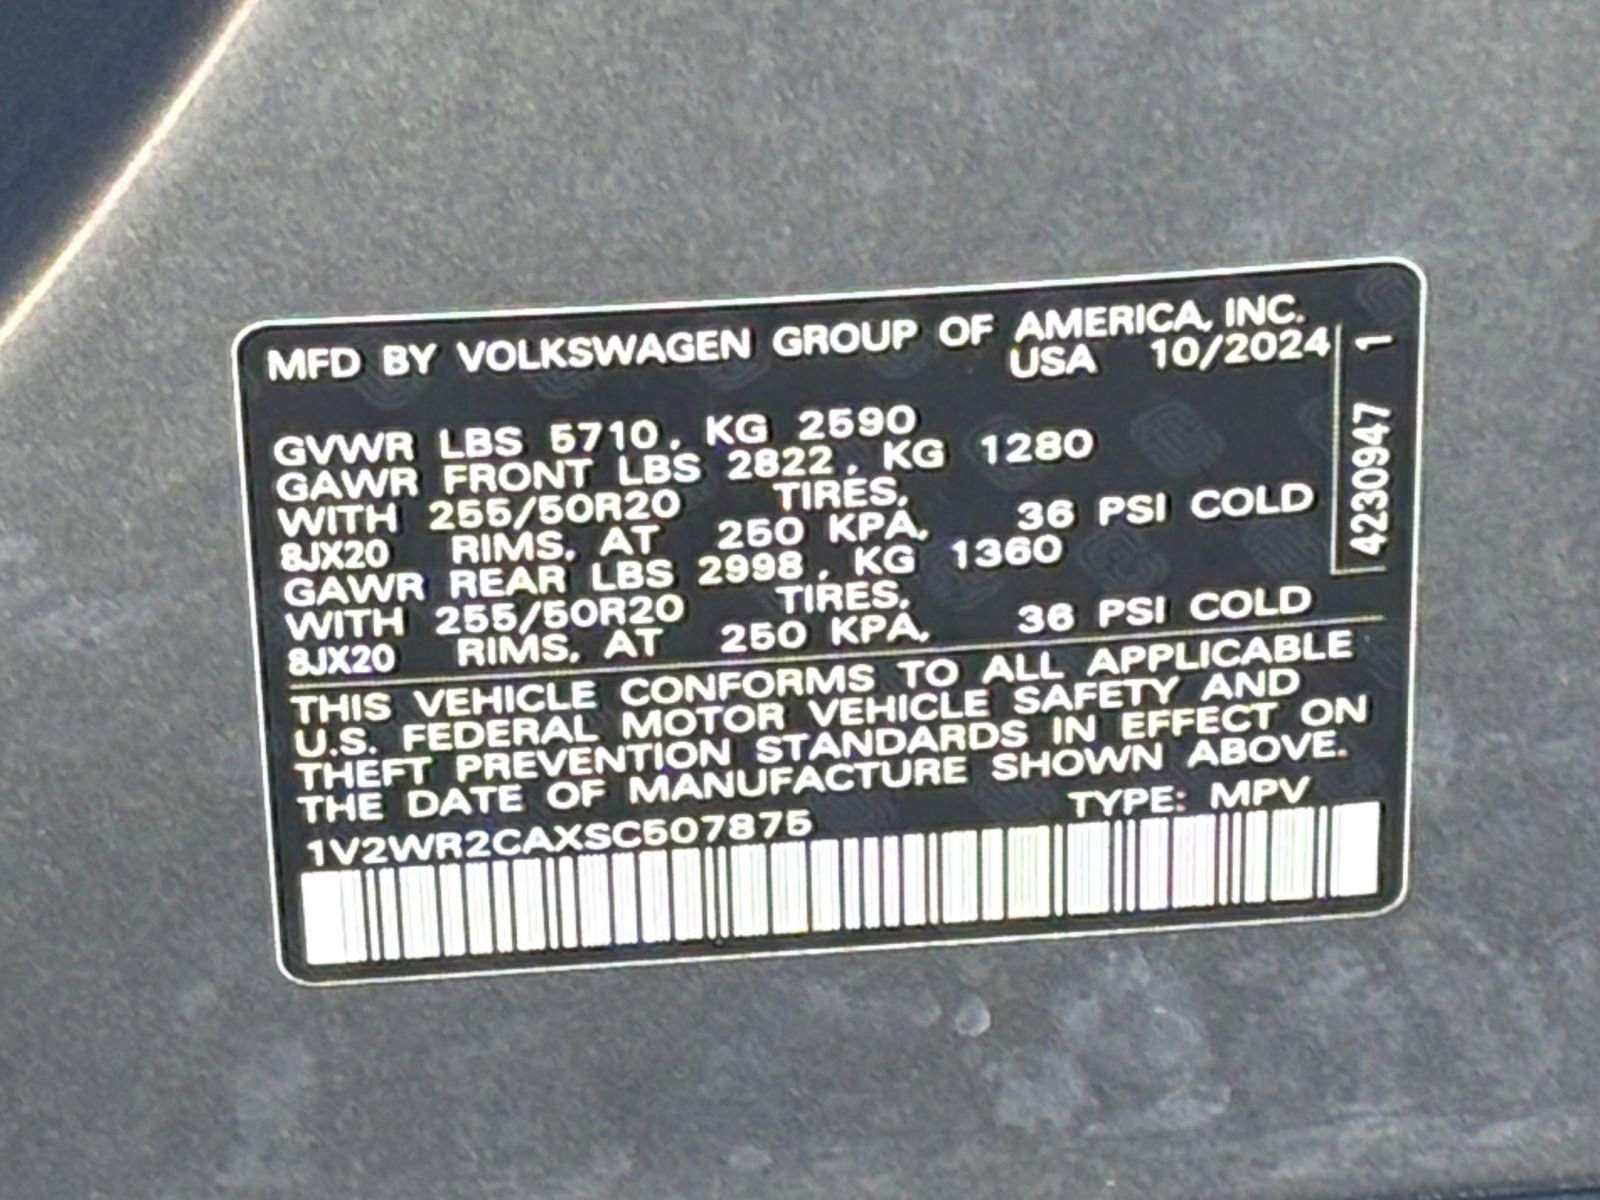 MFD BY VOLKSWAGEN GROUP OF AMERICA, INC.
USA 10/2024
GVWR LBS 5710, KG 2590
GAWR FRONT LBS 2822, KG 1280
WITH 255/50R20 TIRES,
8JX20 RIMS, AT 250 KPA, 36 PSI COLD
GAWR REAR LBS 2998, KG 1360
WITH 255/50R20 TIRES,
8JX20 RIMS, AT 250 KPA, 36 PSI COLD
THIS VEHICLE CONFORMS TO ALL APPLICABLE
U.S. FEDERAL MOTOR VEHICLE SAFETY AND
THEFT PREVENTION STANDARDS IN EFFECT ON
THE DATE OF MANUFACTURE SHOWN ABOVE.
1V2WR2CAXSC507875 TYPE: MPV
4230947 1